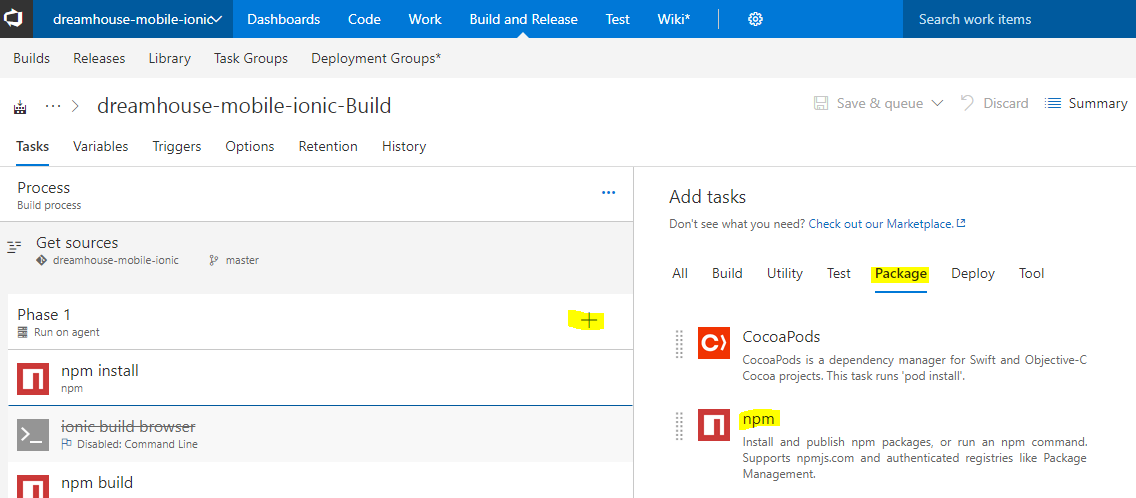 dreamhouse-mobile-ionic
Dashboards
Code
Work
Build and Release
Test
Wiki*
Search work items
Builds
Releases
Library
Task Groups
Deployment Groups*
··· > dreamhouse-mobile-ionic-Build
Save & queue
Discard
Summary
Tasks
Variables
Triggers
Options
Retention
History
Process
Build process
···
Get sources
dreamhouse-mobile-ionic
master
Phase 1
Run on agent
+
npm install
npm
ionic build browser
Disabled: Command Line
npm build
Add tasks
Don't see what you need? Check out our Marketplace.
All
Build
Utility
Test
Package
Deploy
Tool
CocoaPods
CocoaPods is a dependency manager for Swift and Objective-C
Cocoa projects. This task runs 'pod install'.
npm
Install and publish npm packages, or run an npm command.
Supports npmjs.com and authenticated registries like Package
Management.